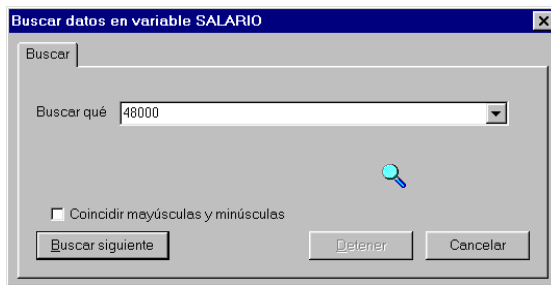 Buscar datos en variable SALARIO
Buscar
Buscar qué 48000
Coincidir mayúsculas y minúsculas
Buscar siguiente Detener Cancelar